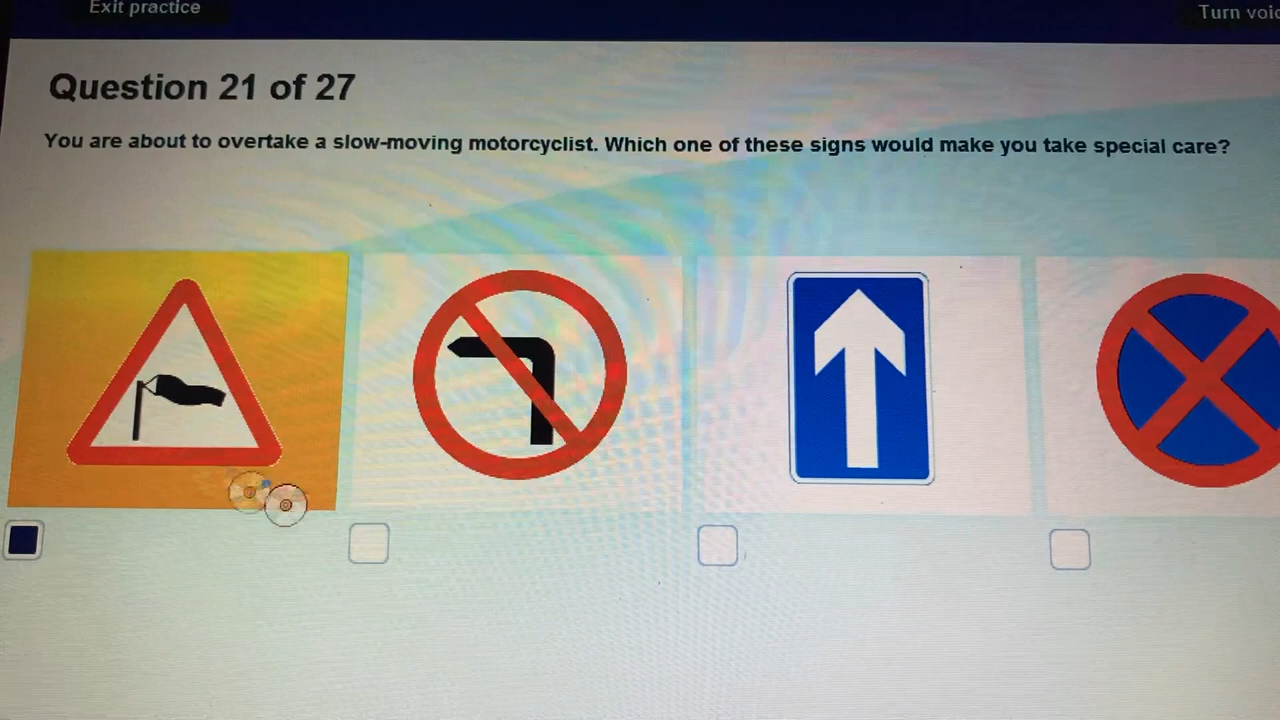 Exit practice
Turn voic
Question 21 of 27
You are about to overtake a slow-moving motorcyclist. Which one of these signs would make you take special care?